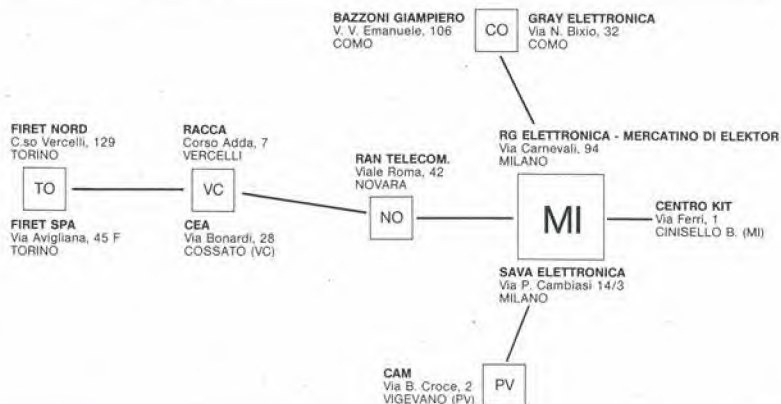 BAZZONI GIAMPIERO
V. V. Emanuele, 106
COMO
CO
GRAY ELETTRONICA
Via N. Bixio, 32
COMO
FIRET NORD
C.so Vercelli, 129
TORINO
TO
FIRET SPA
Via Avigliana, 45 F
TORINO
RACCA
Corso Adda, 7
VERCELLI
VC
CEA
Via Bonardi, 28
COSSATO (VC)
RAN TELECOM.
Viale Roma, 42
NOVARA
NO
RG ELETTRONICA - MERCATINO DI ELEKTOR
Via Carnevali, 94
MILANO
MI
CENTRO KIT
Via Ferri, 1
CINISELLO B. (MI)
SAVA ELETTRONICA
Via P. Cambiasi 14/3
MILANO
CAM
Via B. Croce, 2
VIGEVANO (PV)
PV